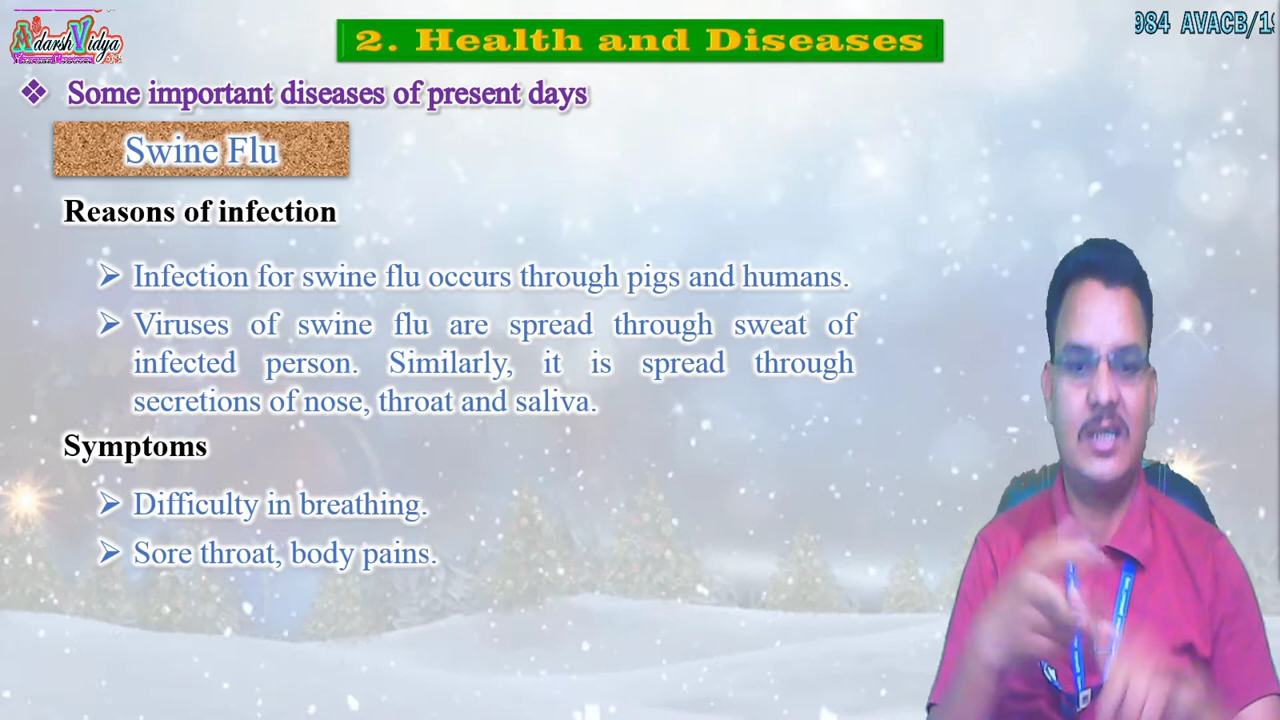 Adarsh Vidya
2. Health and Diseases
984 AVACB/1
Some important diseases of present days
Swine Flu
Reasons of infection
Infection for swine flu occurs through pigs and humans.
Viruses of swine flu are spread through sweat of
infected person. Similarly, it is spread through
secretions of nose, throat and saliva.
Symptoms
Difficulty in breathing.
Sore throat, body pains.